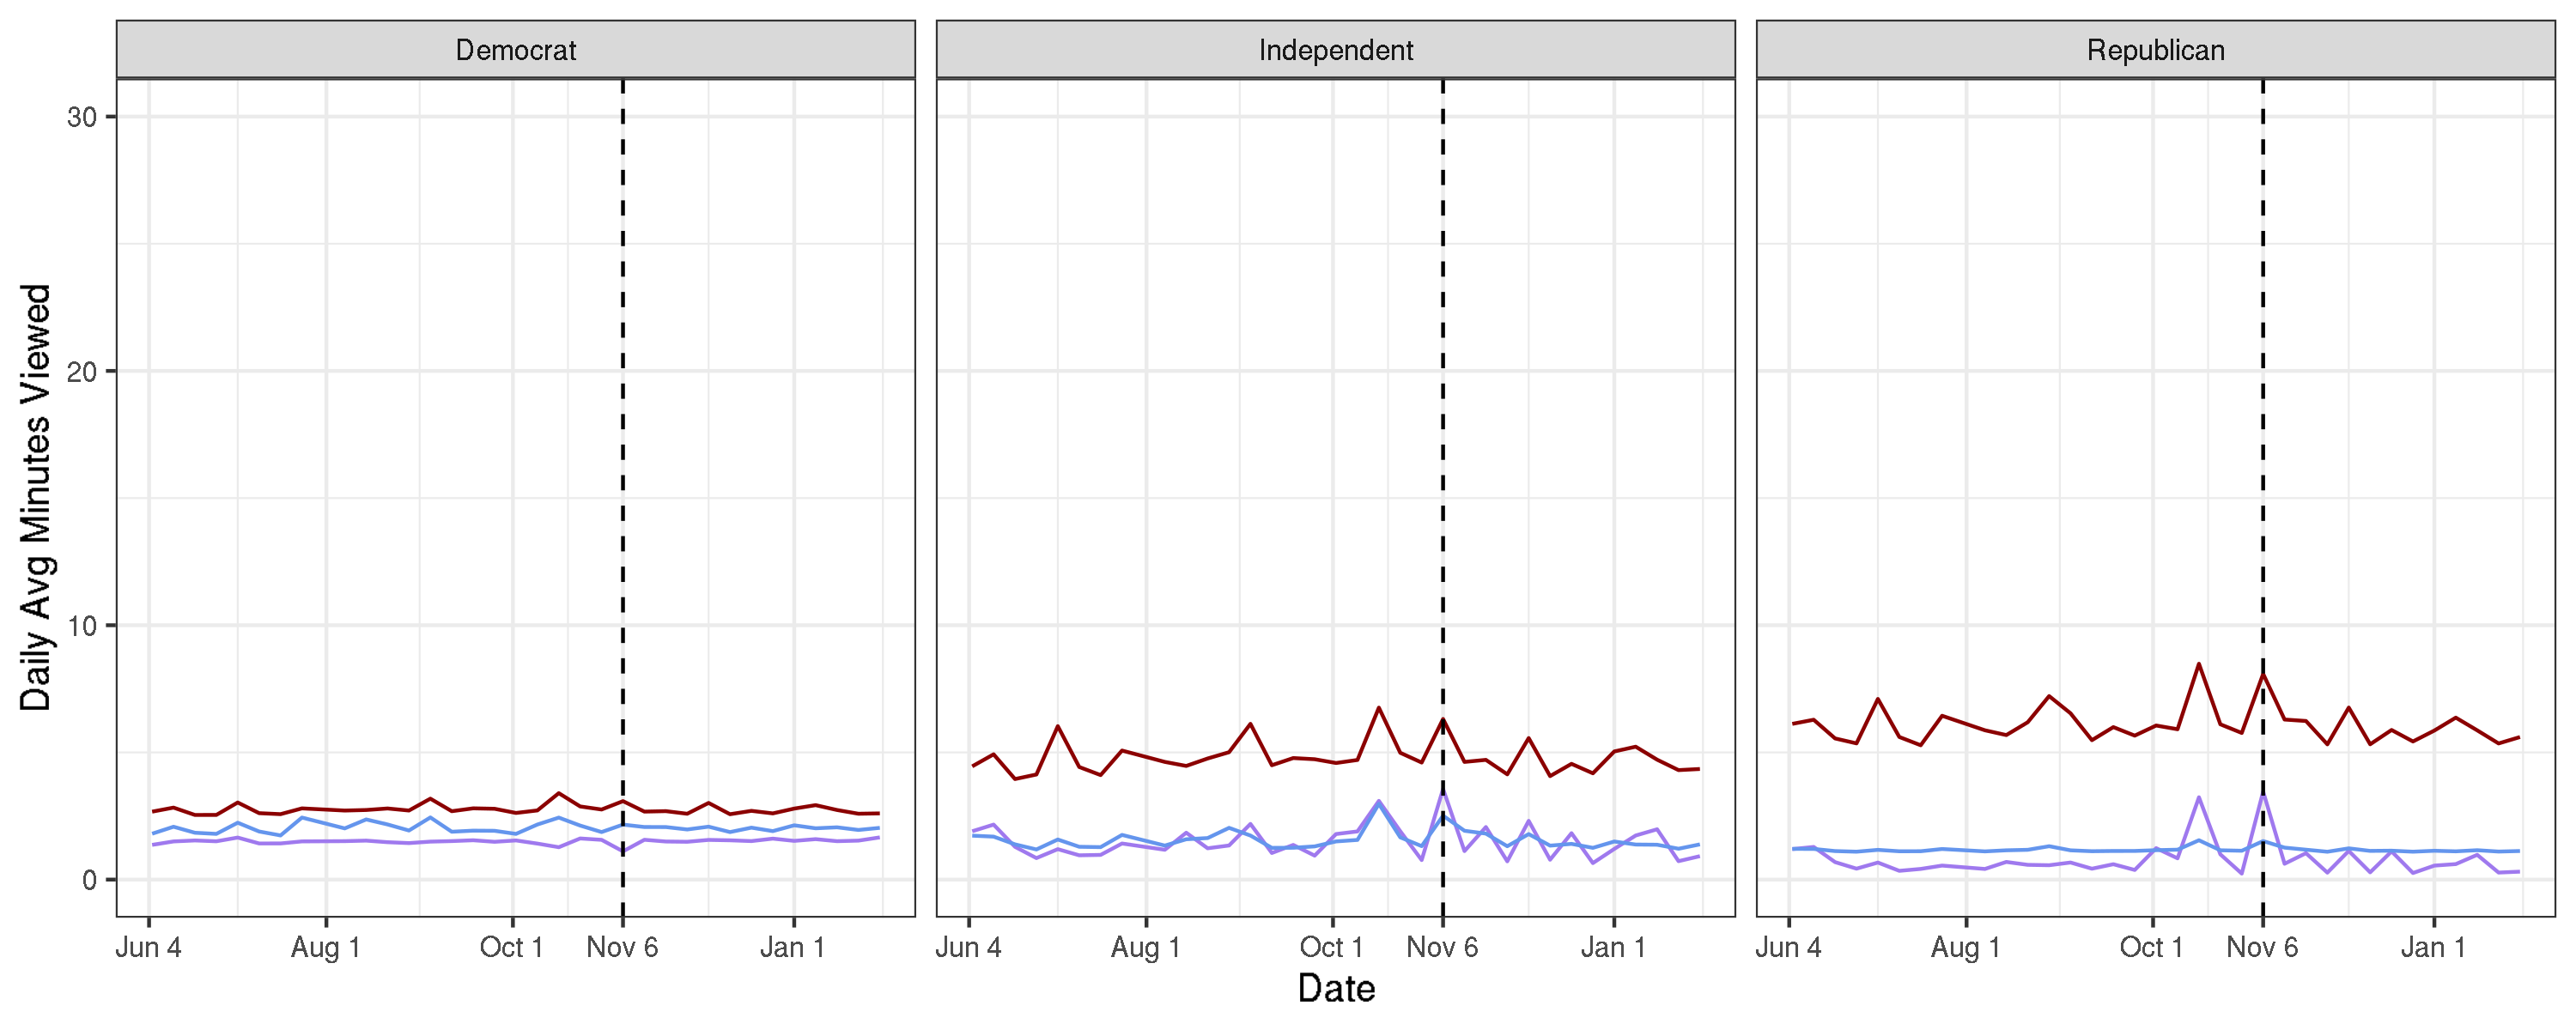 Democrat
Independent
Republican
Daily Avg Minutes Viewed
30
20
10
0
Jun 4 Aug 1 Oct 1 Nov 6 Jan 1
Jun 4 Aug 1 Oct 1 Nov 6 Jan 1
Jun 4 Aug 1 Oct 1 Nov 6 Jan 1
Date